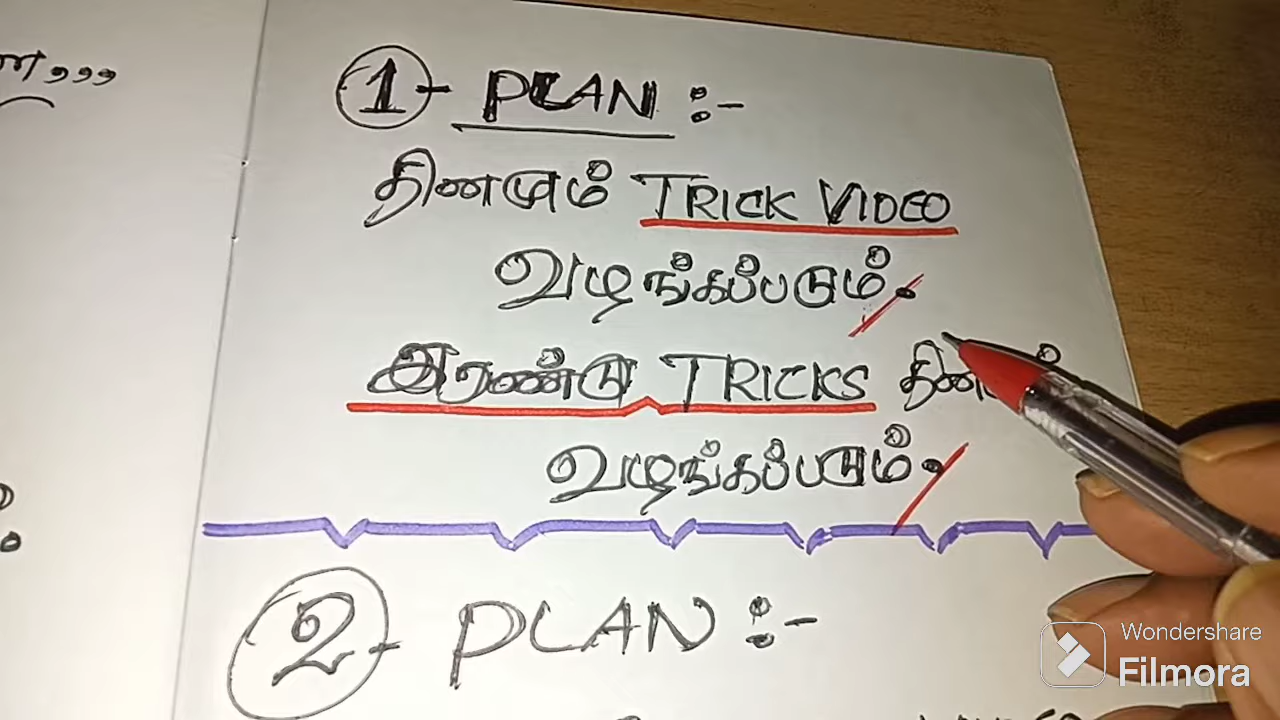 1- PLAN :-
தினமும் TRICK VIDEO
வழங்கப்படும்.
இரண்டு TRICKS
வழங்கப்படும்.
2- PLAN :-
Wondershare
Filmora